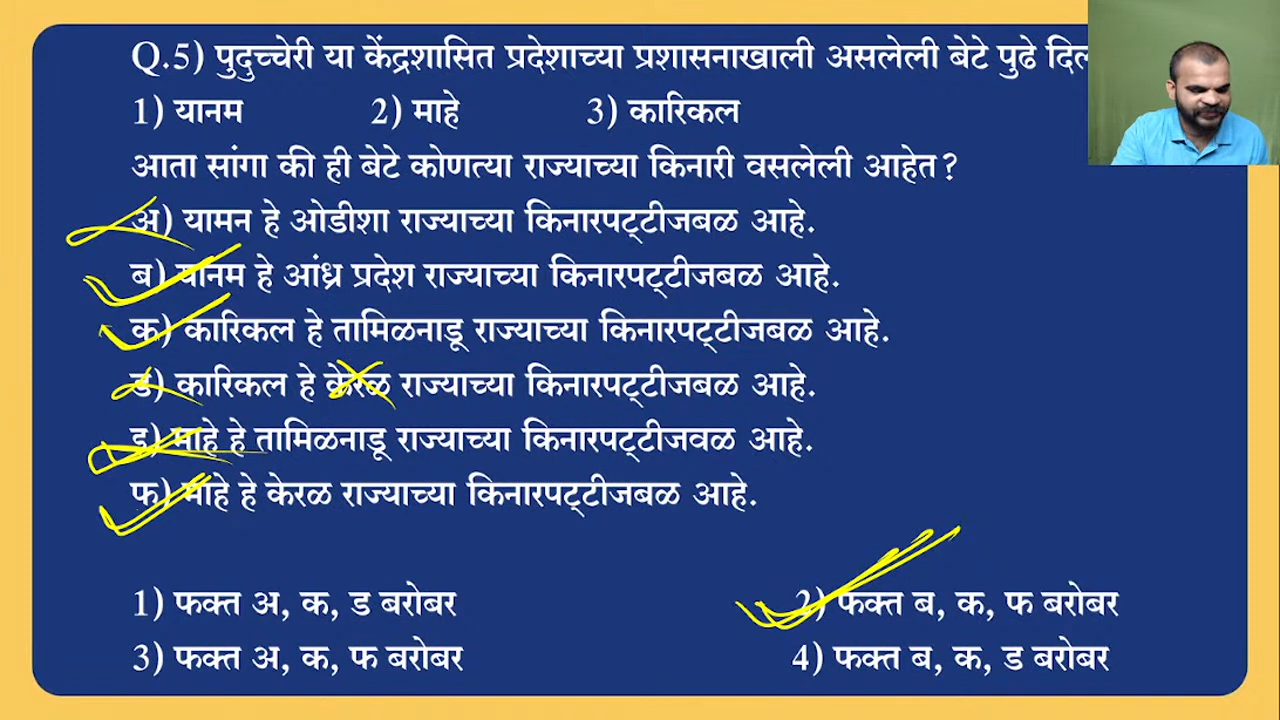 Q.5) पुदुच्चेरी या केंद्रशासित प्रदेशाच्या प्रशासनाखाली असलेली बेटे पुढे
1) यानम 2) माहे 3) कारिकल
आता सांगा की ही बेटे कोणत्या राज्याच्या किनारी वसलेली आहेत?
अ) यामन हे ओडीशा राज्याच्या किनारपट्टीजबळ आहे.
ब) यानम हे आंध्र प्रदेश राज्याच्या किनारपट्टीजबळ आहे.
क) कारिकल हे तामिळनाडू राज्याच्या किनारपट्टीजबळ आहे.
ड) कारिकल हे केरळ राज्याच्या किनारपट्टीजबळ आहे.
इ) माहे हे तामिळनाडू राज्याच्या किनारपट्टीजवळ आहे.
फ) माहे हे केरळ राज्याच्या किनारपट्टीजबळ आहे.
1) फक्त अ, क, ड बरोबर 2) फक्त ब, क, फ बरोबर
3) फक्त अ, क, फ बरोबर 4) फक्त ब, क, ड बरोबर